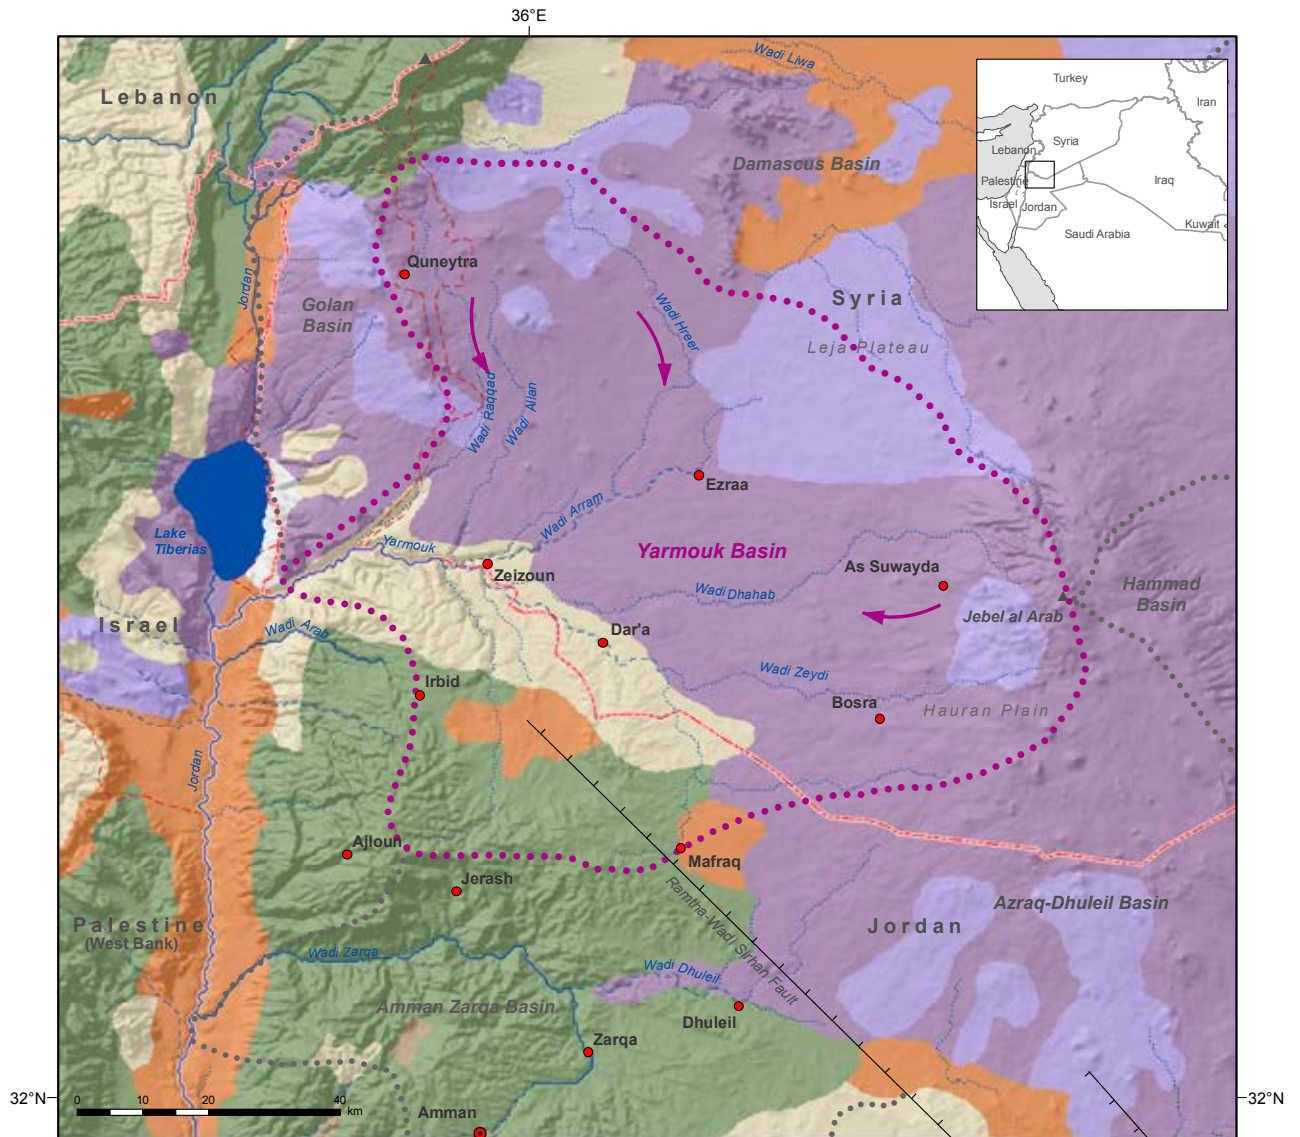 36°E
Wadi Liwa
Lebanon
Turkey
Iran
Syria
Lebanon
Iraq
Palestine
Israel
Jordan
Kuwait
Saudi Arabia
Damascus Basin
Quneytra
Jordan
Golan
Basin
Wadi Hreer
Syria
Leja Plateau
Wadi Raqqad
Wadi Allan
Ezraa
Wadi Arram
Lake
Tiberias
Yarmouk
Yarmouk Basin
Zeizoun
As Suwayda
Wadi Dhahab
Hammad
Basin
Jebel al Arab
Israel
Wadi Arab
Dar'a
Wadi Zeydi
Irbid
Bosra
Hauran Plain
Jordan
Ajloun
Mafraq
Jerash
Ramtha-Wadi Sirhan Fault
Azraq-Dhuleil Basin
Palestine
(West Bank)
Jordan
Wadi Zarqa
Wadi Dhuleil
Amman Zarqa Basin
Dhuleil
Zarqa
32°N
32°N
0 10 20 40
km
Amman